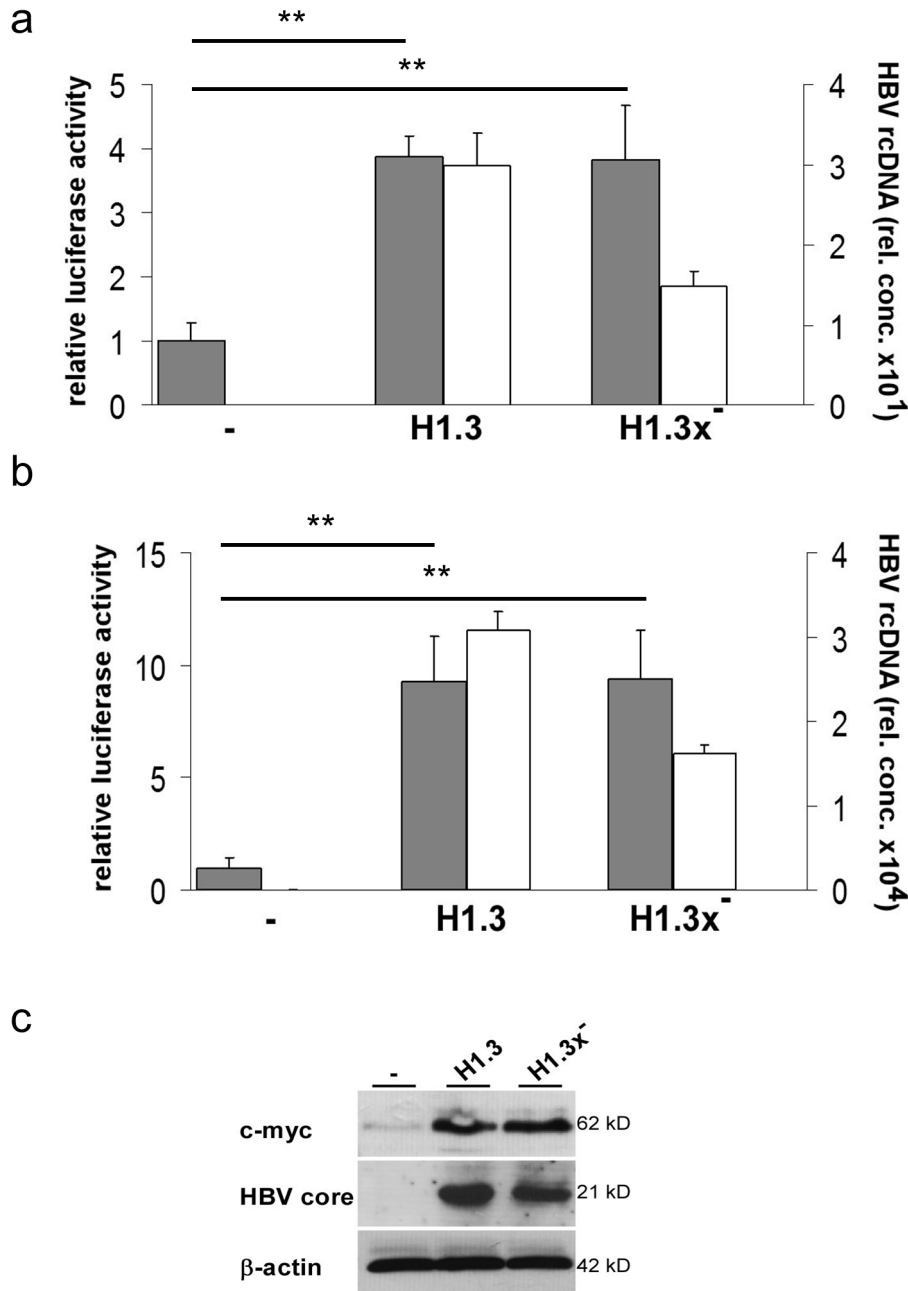 a
**
**
5
4
3
2
1
0
relative luciferase activity
4
3
2
1
0
HBV rcDNA (rel. conc. x10¹)
- H1.3 H1.3x⁻
b
**
**
15
10
5
0
relative luciferase activity
4
3
2
1
0
HBV rcDNA (rel. conc. x10⁴)
- H1.3 H1.3x⁻
c
- H1.3 H1.3x⁻
c-myc 62 kD
HBV core 21 kD
β-actin 42 kD